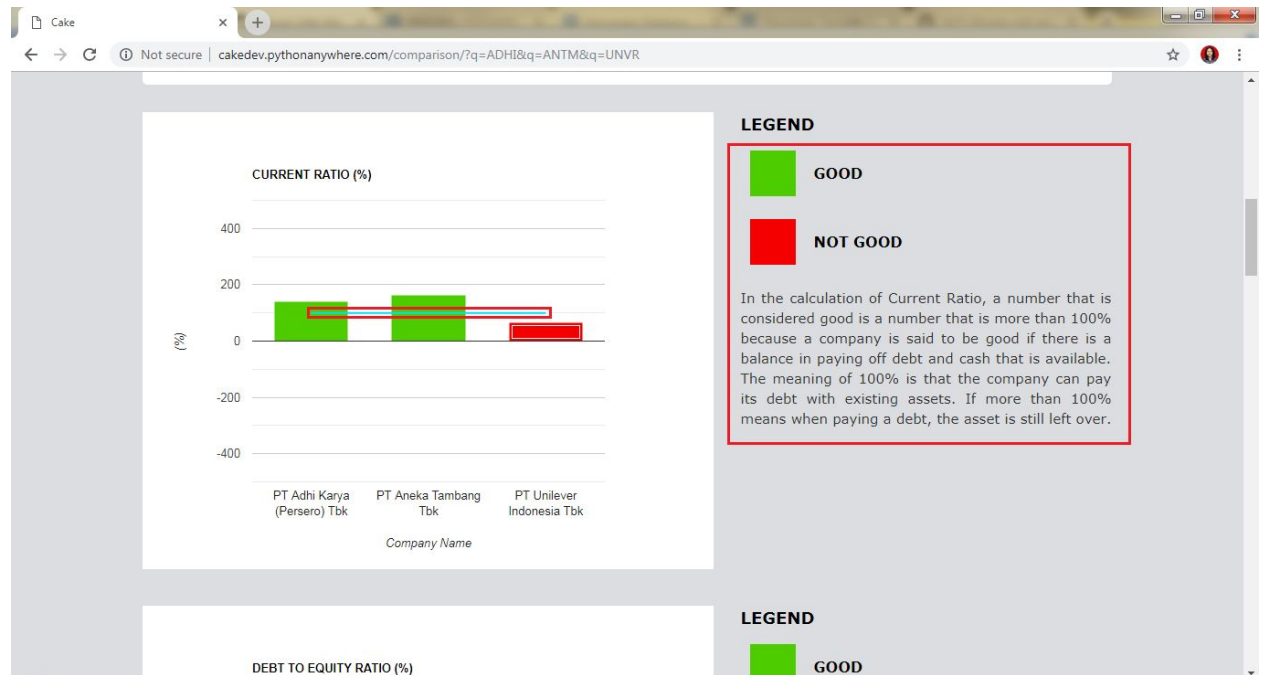 Cake
Not secure | cakedev.pythonanywhere.com/comparison/?q=ADHI&q=ANTM&q=UNVR
CURRENT RATIO (%)
400
200
0
-200
-400
(%)
PT Adhi Karya (Persero) Tbk
PT Aneka Tambang Tbk
PT Unilever Indonesia Tbk
Company Name
LEGEND
GOOD
NOT GOOD
In the calculation of Current Ratio, a number that is
considered good is a number that is more than 100%
because a company is said to be good if there is a
balance in paying off debt and cash that is available.
The meaning of 100% is that the company can pay
its debt with existing assets. If more than 100%
means when paying a debt, the asset is still left over.
DEBT TO EQUITY RATIO (%)
LEGEND
GOOD